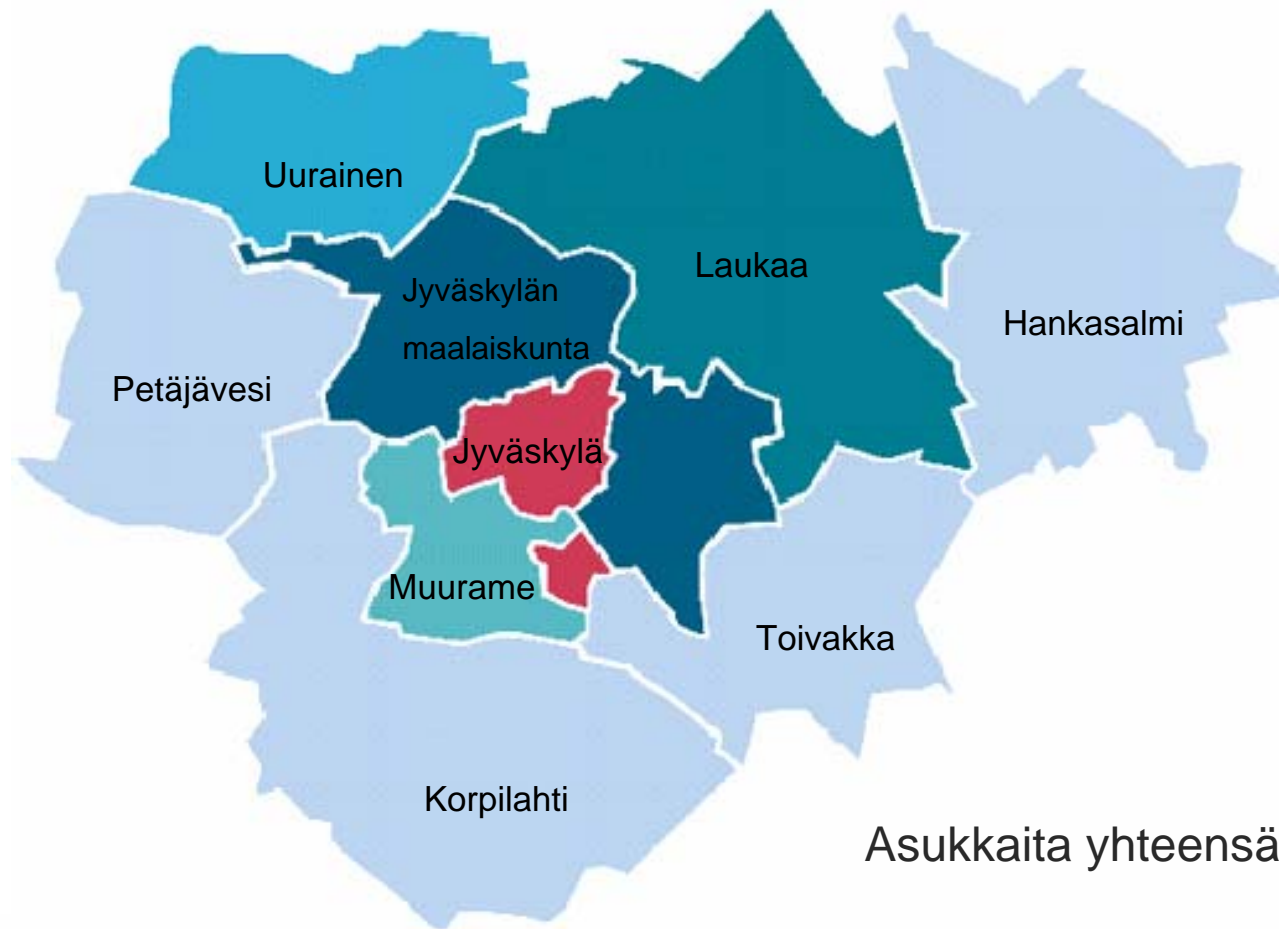 Uurainen
Laukaa
Jyväskylän
maalaiskunta
Hankasalmi
Petäjävesi
Jyväskylä
Muurame
Toivakka
Korpilahti
Asukkaita yhteensä